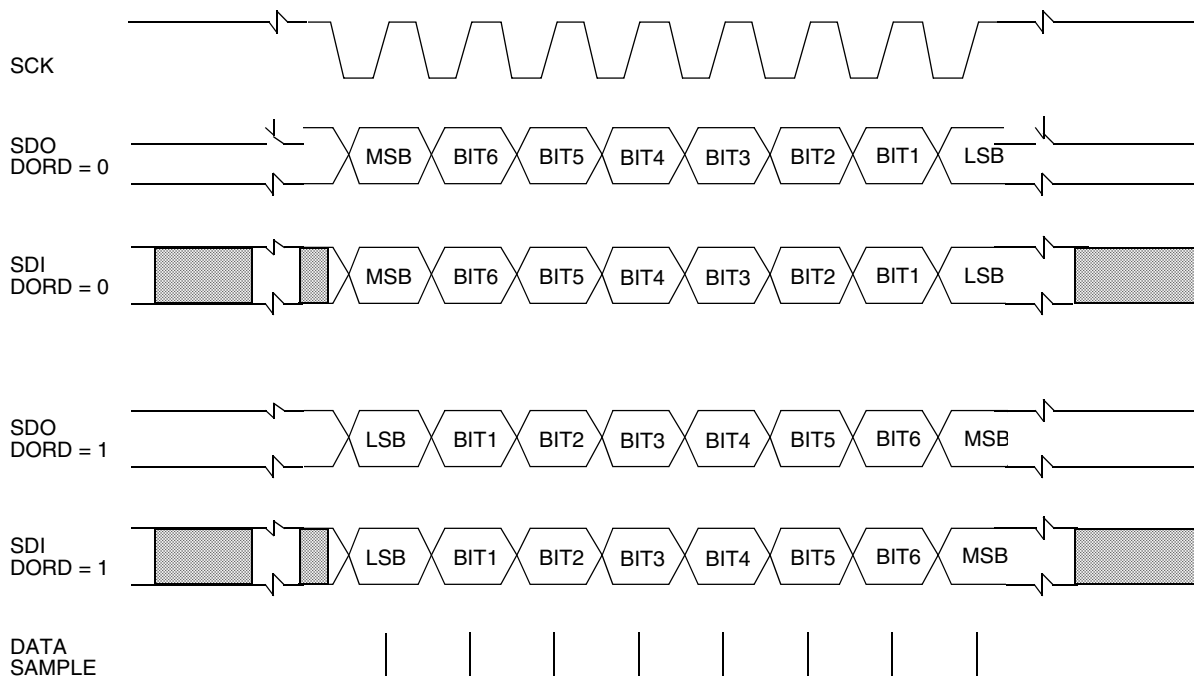 SCK
SDO
DORD = 0
MSB BIT6 BIT5 BIT4 BIT3 BIT2 BIT1 LSB
SDI
DORD = 0
MSB BIT6 BIT5 BIT4 BIT3 BIT2 BIT1 LSB
SDO
DORD = 1
LSB BIT1 BIT2 BIT3 BIT4 BIT5 BIT6 MSB
SDI
DORD = 1
LSB BIT1 BIT2 BIT3 BIT4 BIT5 BIT6 MSB
DATA
SAMPLE